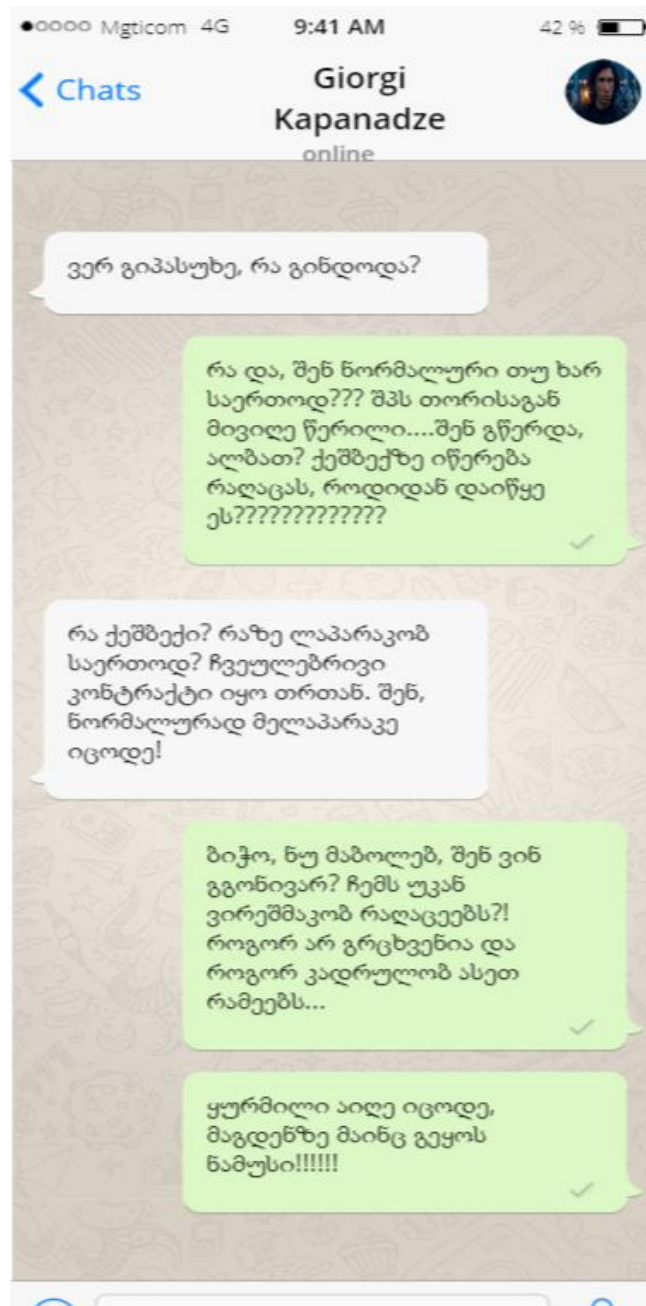 Mgticom 4G 9:41 AM 42 %
Chats
Giorgi
Kapanadze
online
ვერ გიპასუხე, რა გინდოდა?
რა და, შენ ნორმალური თუ ხარ
საერთოდ??? შპს თორისაგან
მივიღე წერილი....შენ გწერდა,
ალბათ? ქეშბექზე იწერება
რაღაცას, როდიდან დაიწყე
ეს?????????????
რა ქეშბექი? რაზე ლაპარაკობ
საერთოდ? ჩვეულებრივი
კონტრაქტი იყო თრთან. შენ,
ნორმალურად მელაპარაკე
იცოდე!
ბიჭო, ნუ მაბოლებ, შენ ვინ
გგონივარ? ჩემს უკან
ვირეშმაკობ რაღაცეებს?!
როგორ არ გრცხვენია და
როგორ კადრულობ ასეთ
რამეებს...
ყურმილი აიღე იცოდე,
მაგდენზე მაინც გეყოს
ნამუსი!!!!!!